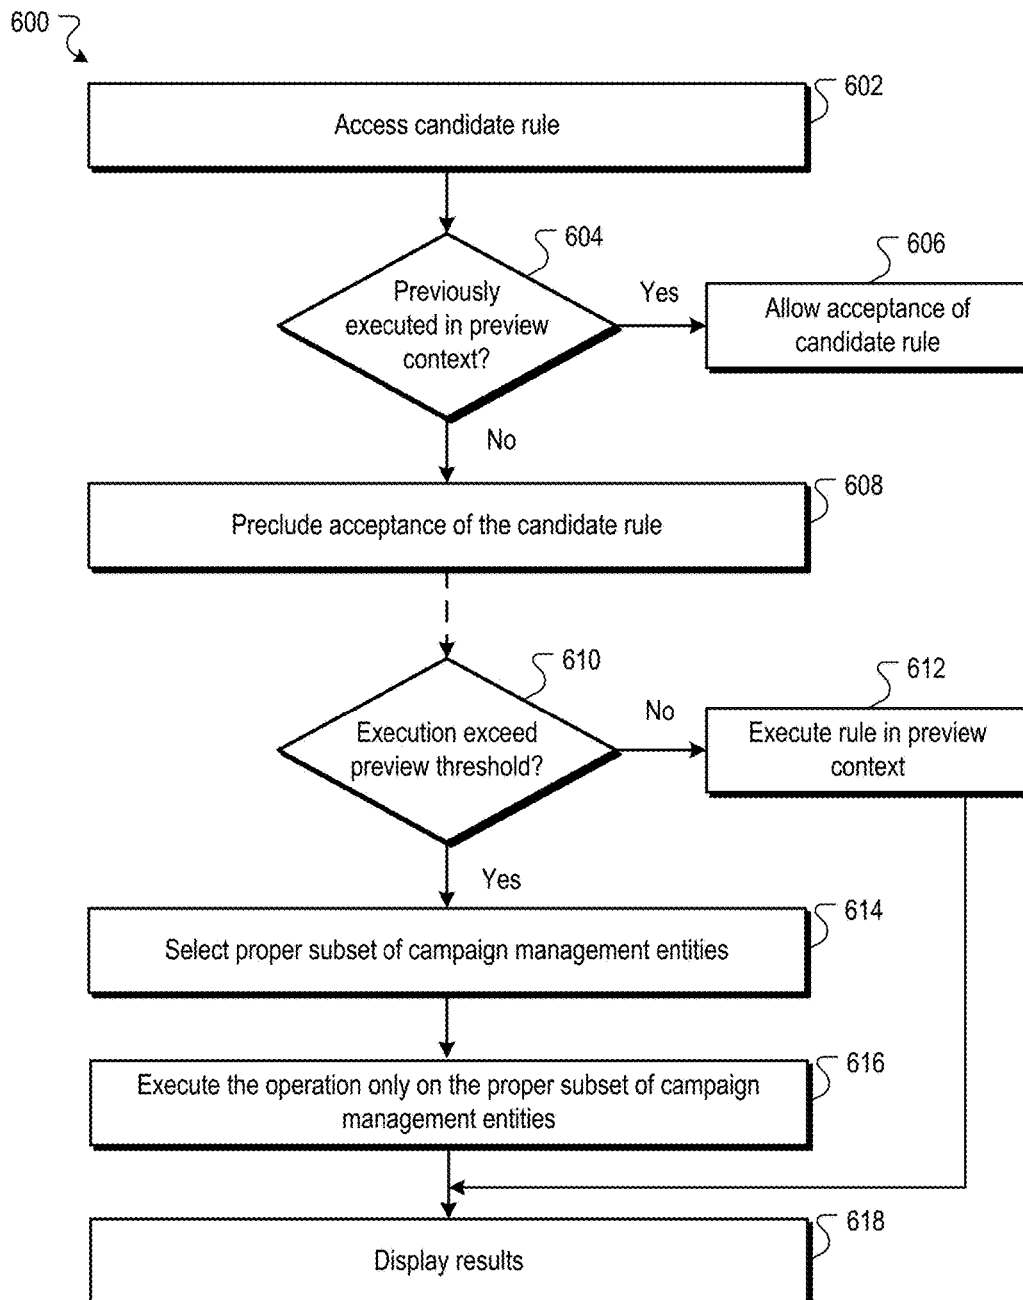 600
602
Access candidate rule
604
606
Previously
executed in preview
context?
Yes
Allow acceptance of
candidate rule
No
608
Preclude acceptance of the candidate rule
610
612
Execution exceed
preview threshold?
No
Execute rule in preview
context
Yes
614
Select proper subset of campaign management entities
616
Execute the operation only on the proper subset of campaign
management entities
618
Display results